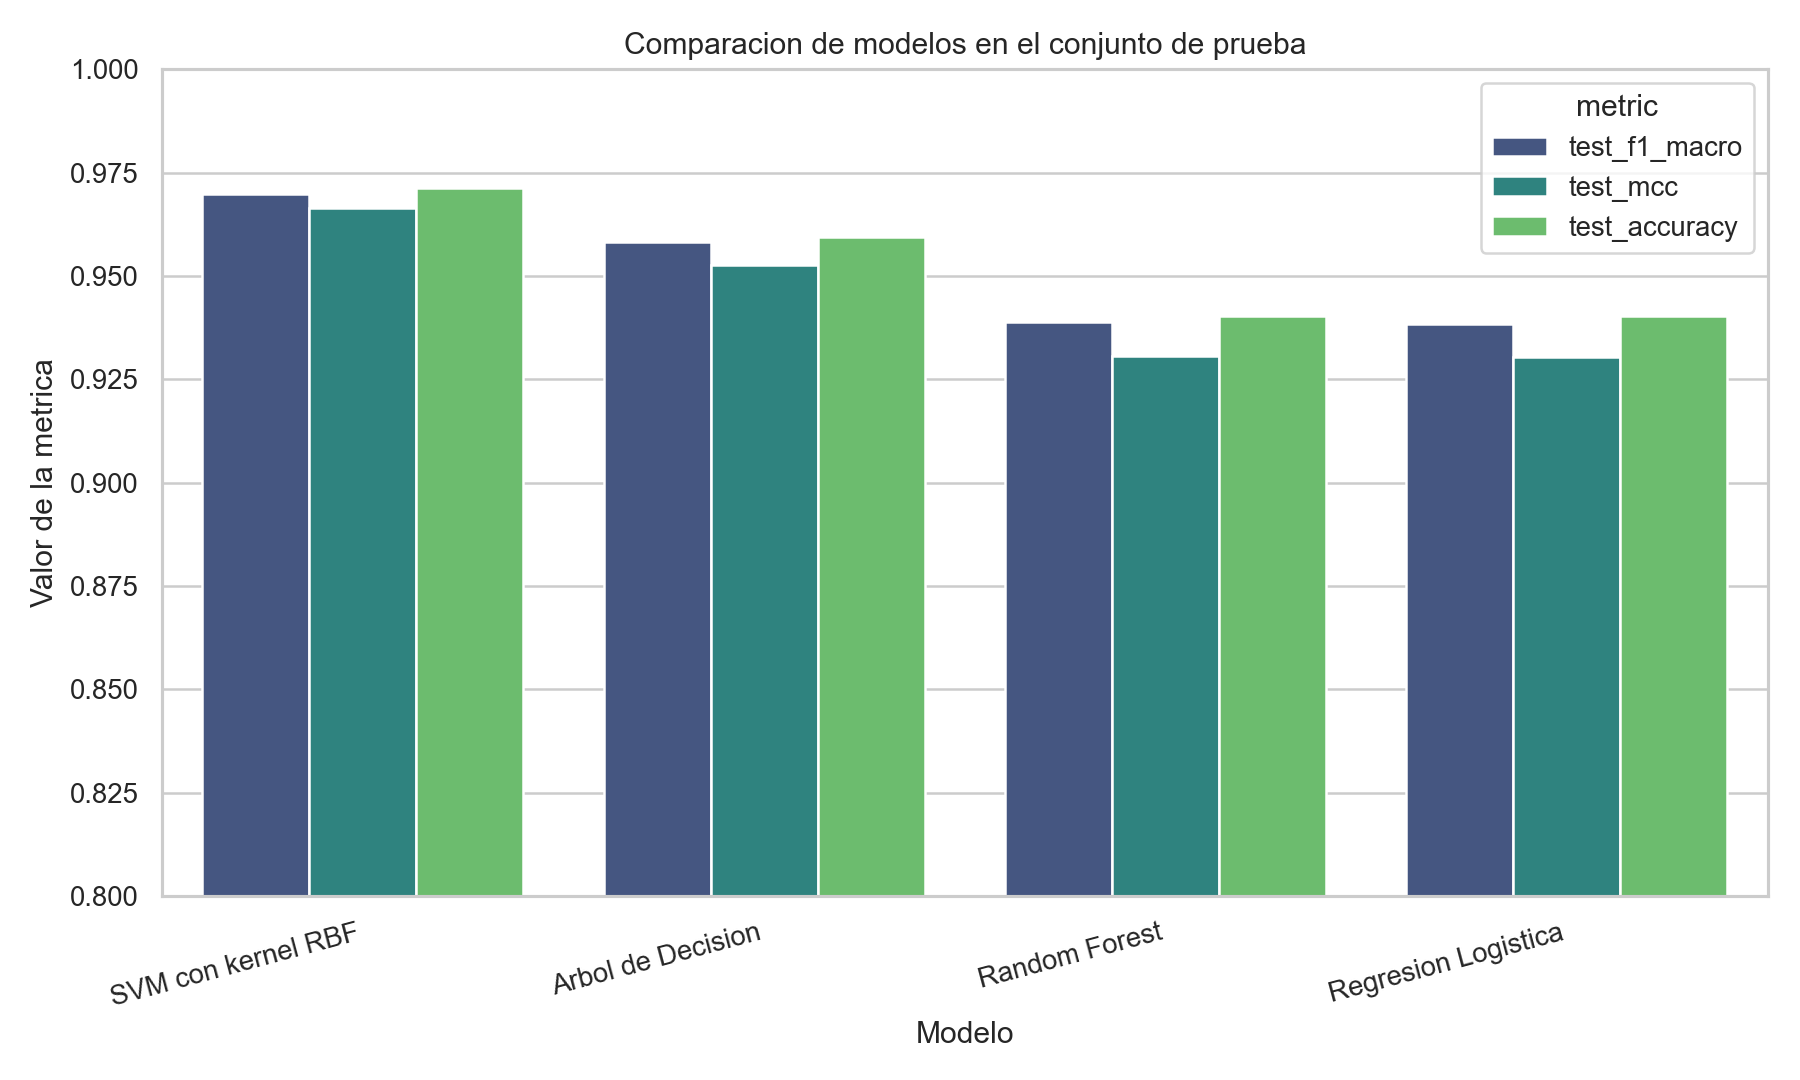 Comparacion de modelos en el conjunto de prueba
1.000
0.975
0.950
0.925
0.900
0.875
0.850
0.825
0.800
Valor de la metrica
metric
test_f1_macro
test_mcc
test_accuracy
SVM con kernel RBF
Arbol de Decision
Random Forest
Regresion Logistica
Modelo